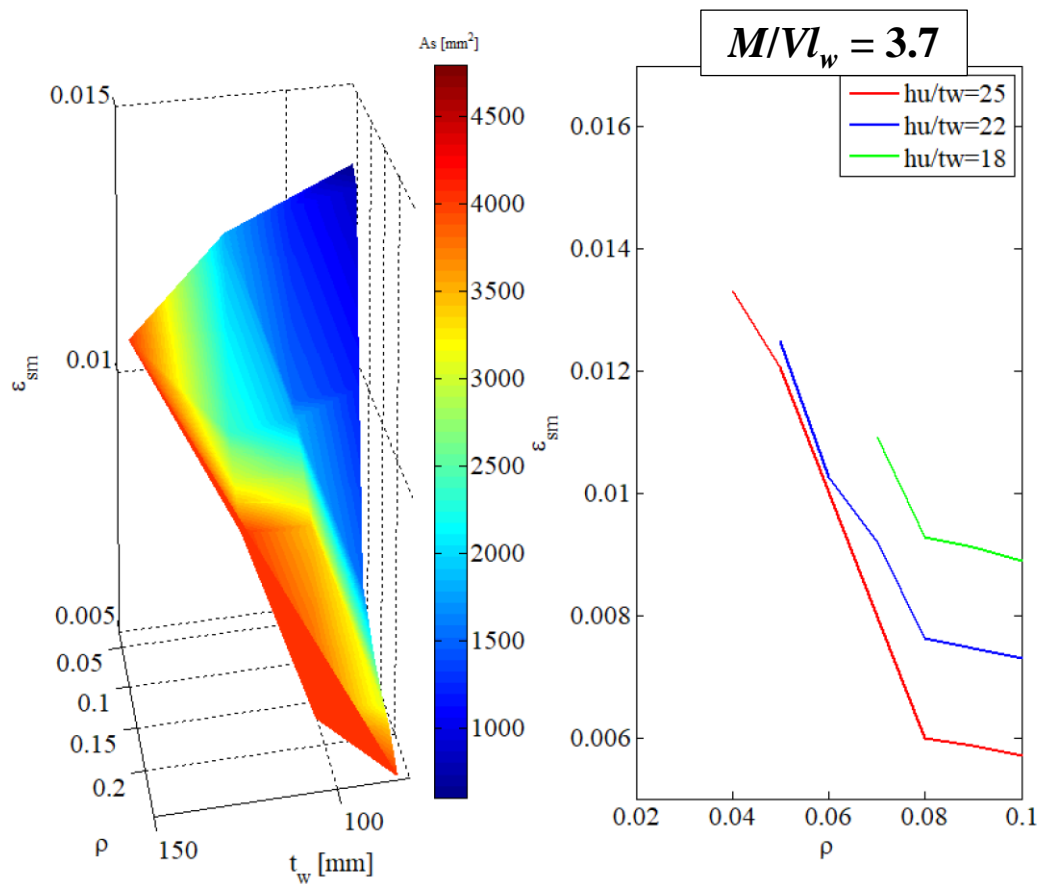 As [mm²]
0.015
0.01
0.005
ε_sm
0.05
0.1
0.15
0.2
ρ
150
100
t_w [mm]
4500
4000
3500
3000
2500
2000
1500
1000
M/Vl_w = 3.7
hu/tw=25
hu/tw=22
hu/tw=18
0.016
0.014
0.012
0.01
0.008
0.006
ε_sm
0.02
0.04
0.06
0.08
0.1
ρ